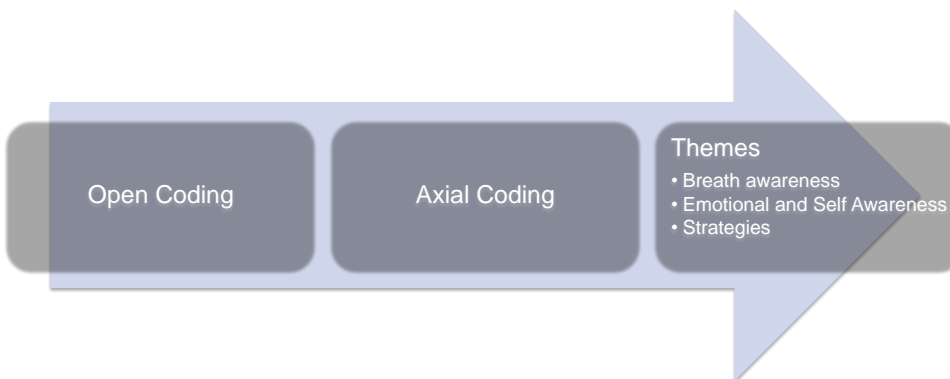 Open Coding
Axial Coding
Themes
• Breath awareness
• Emotional and Self Awareness
• Strategies